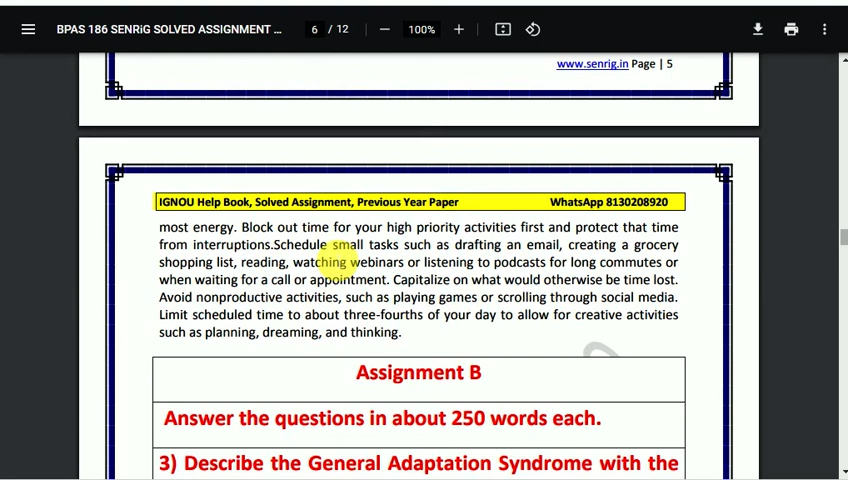 BPAS 186 SENRiG SOLVED ASSIGNMENT ... 6 / 12 100%
www.senrig.in Page | 5
IGNOU Help Book, Solved Assignment, Previous Year Paper WhatsApp 8130208920
most energy. Block out time for your high priority activities first and protect that time
from interruptions.Schedule small tasks such as drafting an email, creating a grocery
shopping list, reading, watching webinars or listening to podcasts for long commutes or
when waiting for a call or appointment. Capitalize on what would otherwise be time lost.
Avoid nonproductive activities, such as playing games or scrolling through social media.
Limit scheduled time to about three-fourths of your day to allow for creative activities
such as planning, dreaming, and thinking.
Assignment B
Answer the questions in about 250 words each.
3) Describe the General Adaptation Syndrome with the